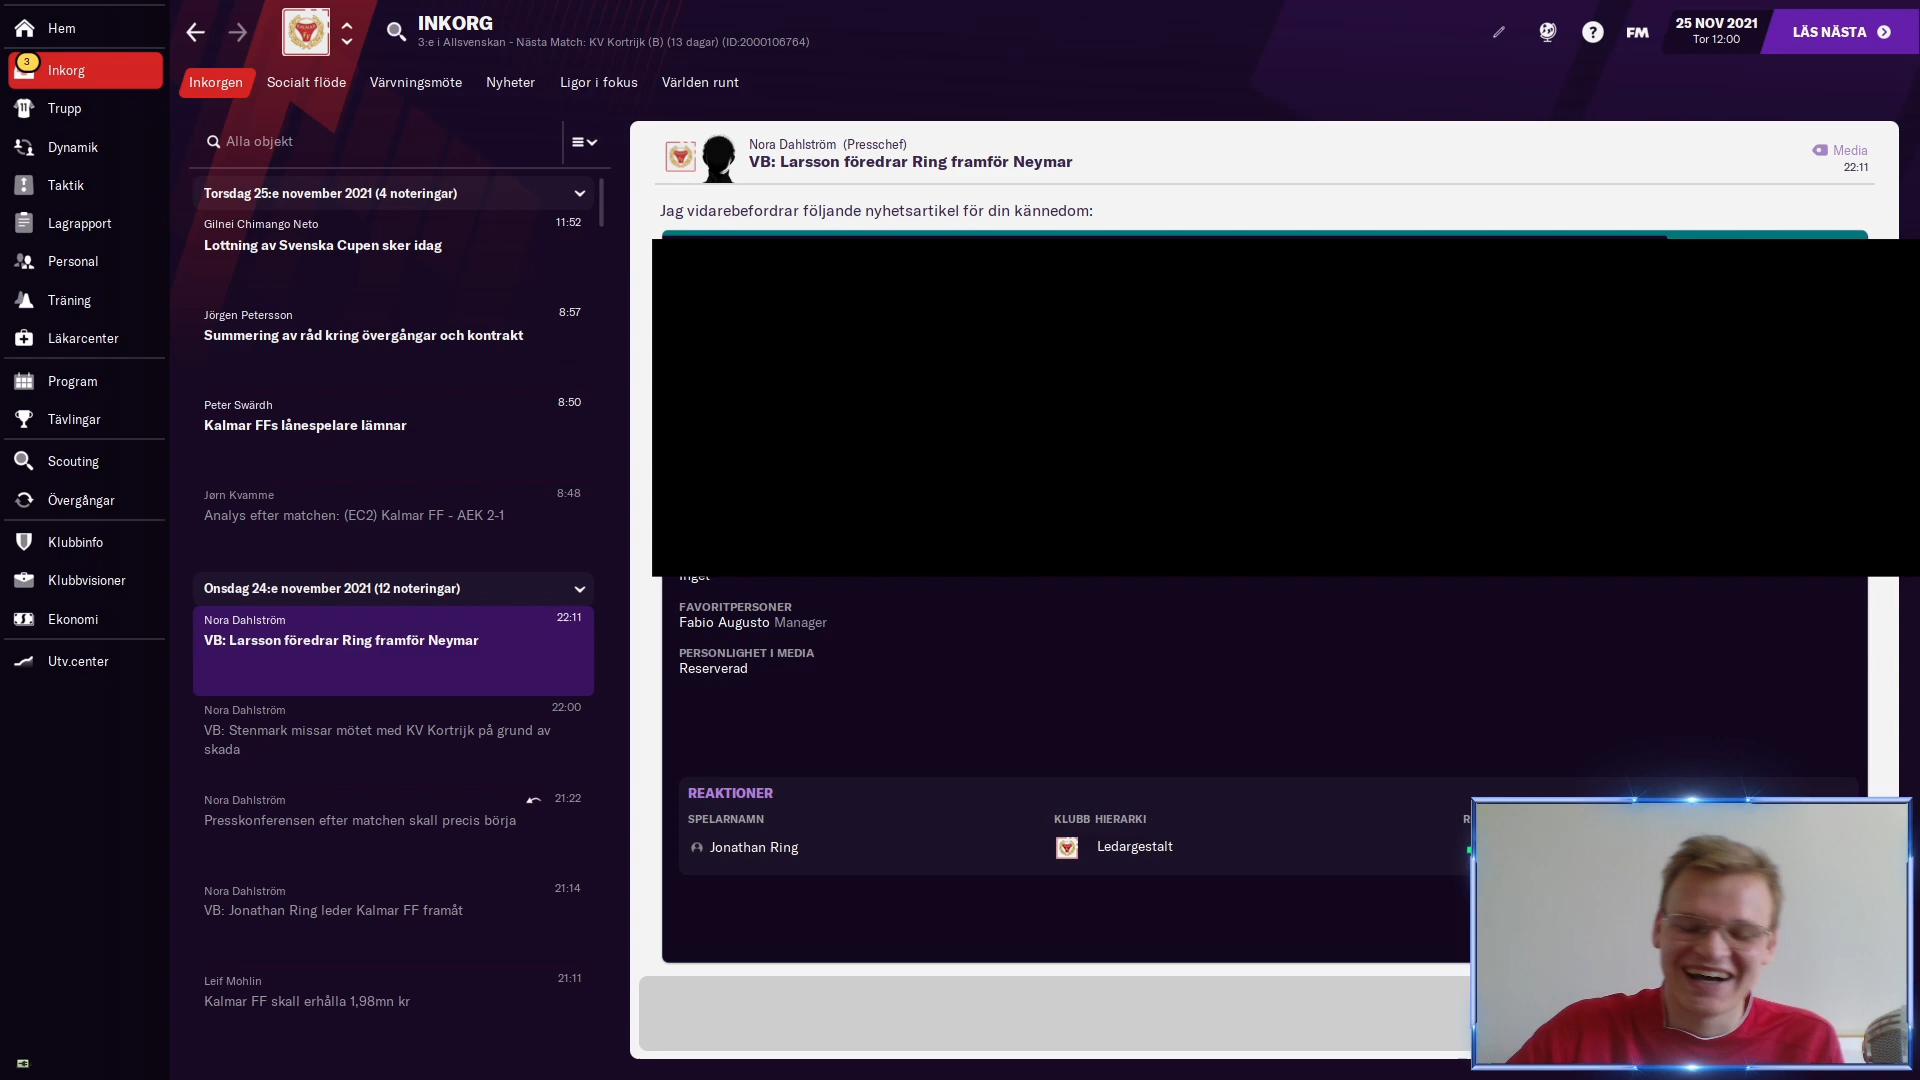 Hem
3
Inkorg
Trupp
Dynamik
Taktik
Lagrapport
Personal
Träning
Läkarcenter
Program
Tävlingar
Scouting
Övergångar
Klubbinfo
Klubbvisioner
Ekonomi
Utv.center
INKORG
3:e i Allsvenskan - Nästa Match: KV Kortrijk (B) (13 dagar) (ID:2000106764)
?
FM
25 NOV 2021
Tor 12:00
LÄS NÄSTA
Inkorgen
Socialt flöde
Värvningsmöte
Nyheter
Ligor i fokus
Världen runt
Alla objekt
Torsdag 25:e november 2021 (4 noteringar)
Gilnei Chimango Neto
11:52
Lottning av Svenska Cupen sker idag
Jörgen Petersson
8:57
Summering av råd kring övergångar och kontrakt
Peter Swärdh
8:50
Kalmar FFs lånespelare lämnar
Jørn Kvamme
8:48
Analys efter matchen: (EC2) Kalmar FF - AEK 2-1
Onsdag 24:e november 2021 (12 noteringar)
Nora Dahlström
22:11
VB: Larsson föredrar Ring framför Neymar
Nora Dahlström
22:00
VB: Stenmark missar mötet med KV Kortrijk på grund av
skada
Nora Dahlström
21:22
Presskonferensen efter matchen skall precis börja
Nora Dahlström
21:14
VB: Jonathan Ring leder Kalmar FF framåt
Leif Mohlin
21:11
Kalmar FF skall erhålla 1,98mn kr
Nora Dahlström (Presschef)
VB: Larsson föredrar Ring framför Neymar
Media
22:11
Jag vidarebefordrar följande nyhetsartikel för din kännedom:
Inget
FAVORITPERSONER
Fabio Augusto Manager
PERSONLIGHET I MEDIA
Reserverad
REAKTIONER
SPELARNAMN
KLUBB HIERARKI
R
Jonathan Ring
Ledargestalt